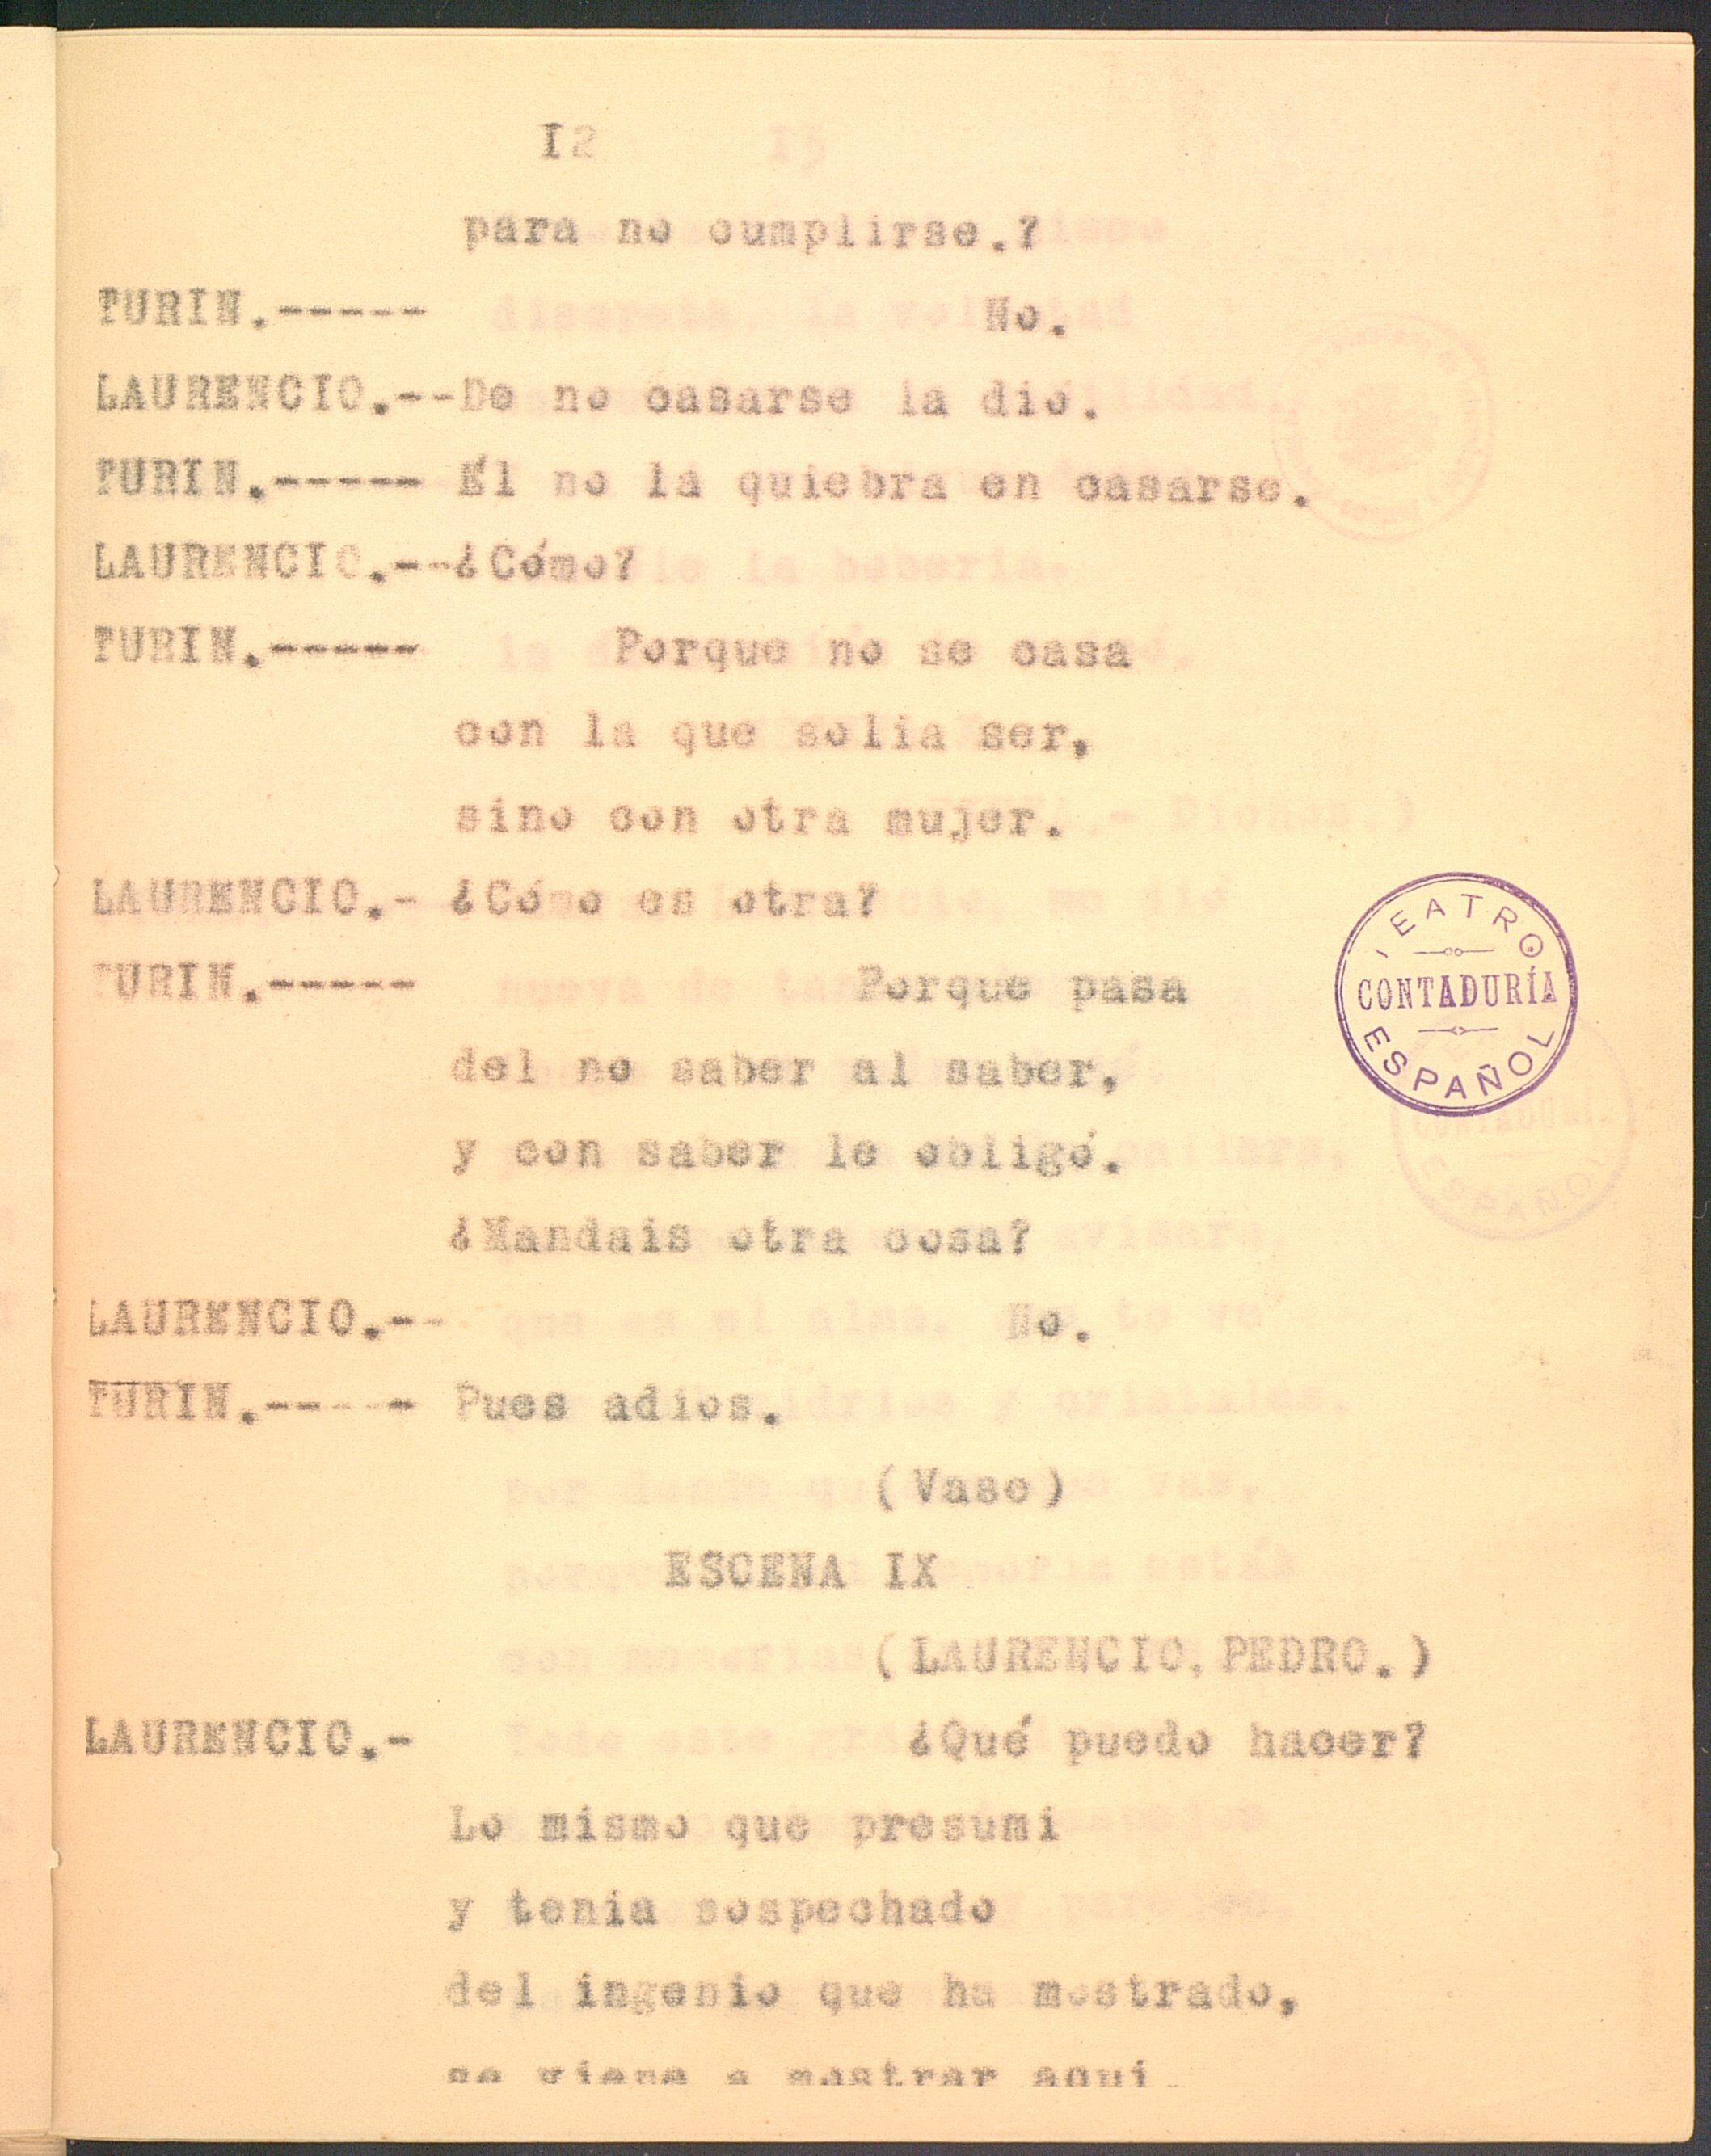 I2
para no cumplirse.?
TURIN.----- No.
LAURENCIO.--De no casarse la dió.
TURIN.----- Él no la quiebra en casarse.
LAURENCIO.--¿Cómo?
TURIN.----- Porque no se casa
con la que solia ser,
sino con otra mujer.
LAURENCIO.- ¿Cómo es otra?
TURIN.----- Porque pasa
del no saber al saber,
y con saber le obligó.
¿Mandais otra cosa?
LAURENCIO.-- No.
TURIN.----- Pues adios.
(Vase)
ESCENA IX
(LAURENCIO, PEDRO.)
LAURENCIO.- ¿Qué puedo hacer?
Lo mismo que presumi
y tenia sospechado
del ingenio que ha mostrado,
se viene a mostrar aqui
TEATRO
CONTADURÍA
ESPAÑOL